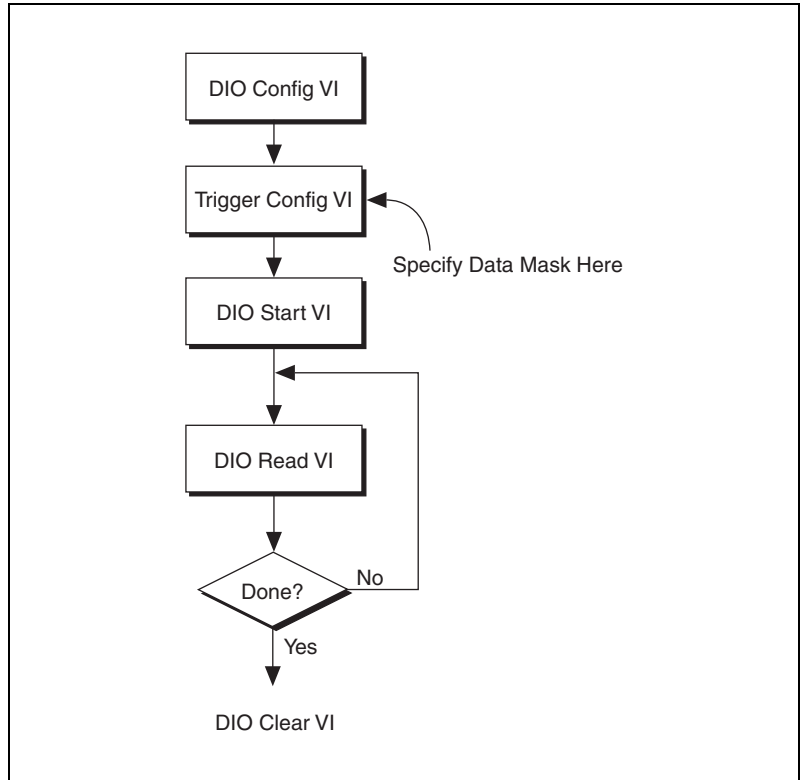 DIO Config VI
Trigger Config VI
Specify Data Mask Here
DIO Start VI
DIO Read VI
Done?
No
Yes
DIO Clear VI